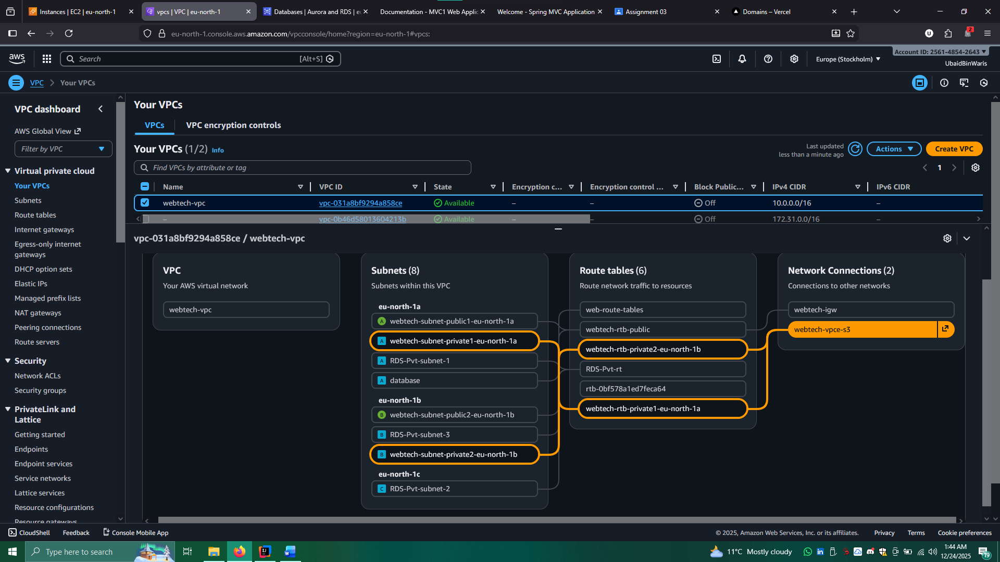 Instances | EC2 | eu-north-1
vpcs | VPC | eu-north-1
Databases | Aurora and RDS | eu
Documentation - MVC1 Web Applic
Welcome - Spring MVC Application
Assignment 03
Domains – Vercel
eu-north-1.console.aws.amazon.com/vpcconsole/home?region=eu-north-1#vpcs:
U
2
aws
Search
[Alt+S]
Europe (Stockholm)
Account ID: 2561-4854-2643
UbaidBinWaris
VPC
Your VPCs
VPC dashboard
AWS Global View
Filter by VPC
Virtual private cloud
Your VPCs
Subnets
Route tables
Internet gateways
Egress-only internet
gateways
DHCP option sets
Elastic IPs
Managed prefix lists
NAT gateways
Peering connections
Route servers
Security
Network ACLs
Security groups
PrivateLink and
Lattice
Getting started
Endpoints
Endpoint services
Service networks
Lattice services
Resource configurations
Resource gateways
Your VPCs
VPCs
VPC encryption controls
Your VPCs (1/2) Info
Last updated
less than a minute ago
Actions
Create VPC
Find VPCs by attribute or tag
1
Name
VPC ID
State
Encryption c...
Encryption control ...
Block Public...
IPv4 CIDR
IPv6 CIDR
webtech-vpc vpc-031a8bf9294a858ce Available – – Off 10.0.0.0/16 –
– vpc-0b46d58013604213b Available – – Off 172.31.0.0/16 –
vpc-031a8bf9294a858ce / webtech-vpc
VPC
Your AWS virtual network
webtech-vpc
Subnets (8)
Subnets within this VPC
eu-north-1a
A webtech-subnet-public1-eu-north-1a
A webtech-subnet-private1-eu-north-1a
A RDS-Pvt-subnet-1
A database
eu-north-1b
B webtech-subnet-public2-eu-north-1b
B RDS-Pvt-subnet-3
B webtech-subnet-private2-eu-north-1b
eu-north-1c
C RDS-Pvt-subnet-2
Route tables (6)
Route network traffic to resources
web-route-tables
webtech-rtb-public
webtech-rtb-private2-eu-north-1b
RDS-Pvt-rt
rtb-0bf578a1ed7feca64
webtech-rtb-private1-eu-north-1a
Network Connections (2)
Connections to other networks
webtech-igw
webtech-vpce-s3
CloudShell
Feedback
Console Mobile App
© 2025, Amazon Web Services, Inc. or its affiliates.
Privacy
Terms
Cookie preferences
Type here to search
11°C Mostly cloudy
1:44 AM
12/24/2025
19